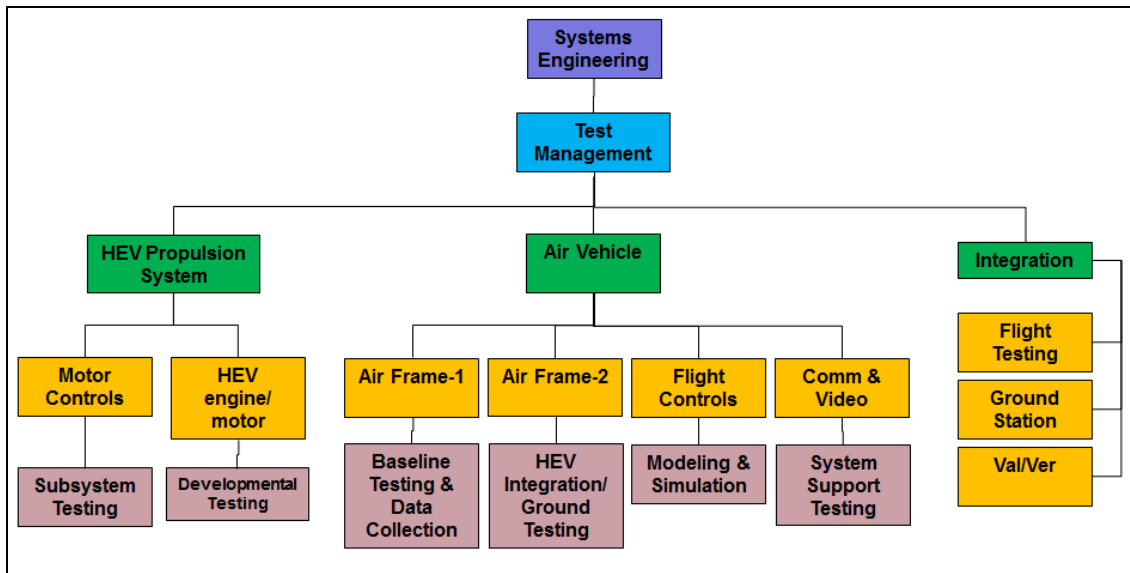 Systems
Engineering
Test
Management
HEV Propulsion
System
Air Vehicle
Integration
Motor
Controls
HEV
engine/
motor
Air Frame-1
Air Frame-2
Flight
Controls
Comm &
Video
Flight
Testing
Ground
Station
Val/Ver
Subsystem
Testing
Developmental
Testing
Baseline
Testing &
Data
Collection
HEV
Integration/
Ground
Testing
Modeling &
Simulation
System
Support
Testing